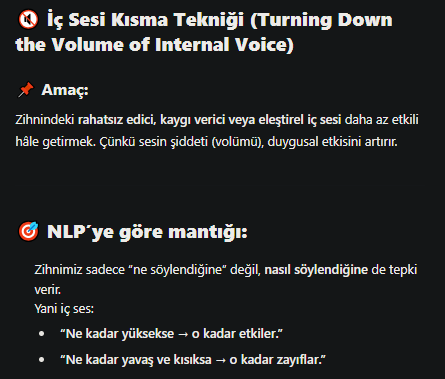 🔇 İç Sesi Kısma Tekniği (Turning Down
the Volume of Internal Voice)
📌 Amaç:
Zihnindeki rahatsız edici, kaygı verici veya eleştirel iç sesi daha az etkili
hâle getirmek. Çünkü sesin şiddeti (volümü), duygusal etkisini artırır.
🎯 NLP’ye göre mantığı:
Zihnimiz sadece “ne söylendiğine” değil, nasıl söylendiğine de tepki
verir.
Yani iç ses:
• “Ne kadar yüksekse → o kadar etkiler.”
• “Ne kadar yavaş ve kısıksa → o kadar zayıflar.”